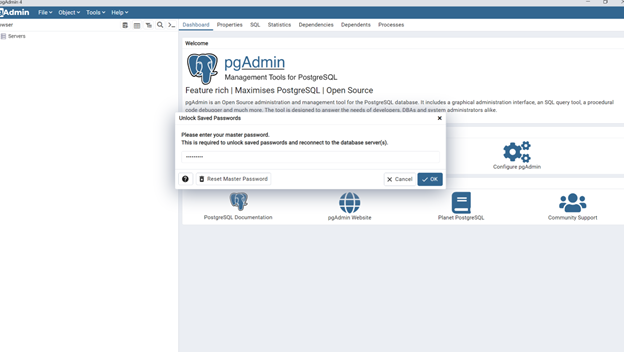 pgAdmin 4
pgAdmin File Object Tools Help
owser
Dashboard Properties SQL Statistics Dependencies Dependents Processes
Servers
Welcome
pgAdmin
Management Tools for PostgreSQL
Feature rich | Maximises PostgreSQL | Open Source
pgAdmin is an Open Source administration and management tool for the PostgreSQL database. It includes a graphical administration interface, an SQL query tool, a procedural
code debugger and much more. The tool is designed to answer the needs of developers, DBAs and system administrators alike.
Unlock Saved Passwords
Please enter your master password.
This is required to unlock saved passwords and reconnect to the database server(s).
Reset Master Password Cancel OK
Configure pgAdmin
PostgreSQL Documentation pgAdmin Website Planet PostgreSQL Community Support